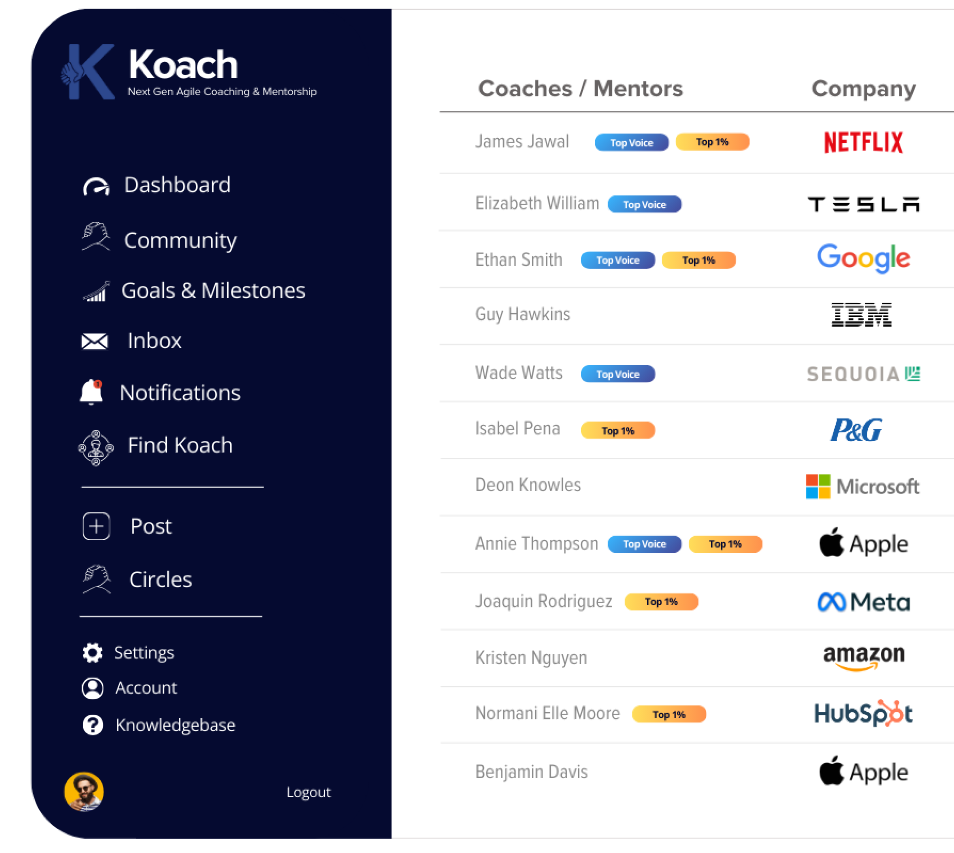 Koach
Next Gen Agile Coaching & Mentorship
Dashboard
Community
Goals & Milestones
Inbox
Notifications
Find Koach
Post
Circles
Settings
Account
Knowledgebase
Logout
Coaches / Mentors Company
James Jawal Top Voice Top 1% NETFLIX
Elizabeth William Top Voice TESLA
Ethan Smith Top Voice Top 1% Google
Guy Hawkins IBM
Wade Watts Top Voice SEQUOIA
Isabel Pena Top 1% P&G
Deon Knowles Microsoft
Annie Thompson Top Voice Top 1% Apple
Joaquin Rodriguez Top 1% Meta
Kristen Nguyen amazon
Normani Elle Moore Top 1% HubSpot
Benjamin Davis Apple